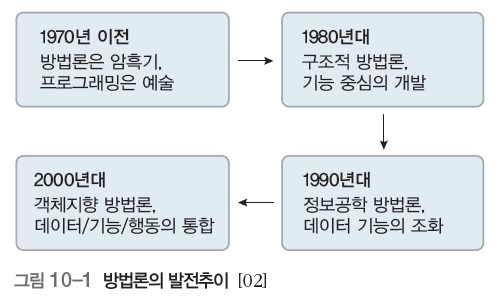 1970년 이전
방법론은 암흑기,
프로그래밍은 예술
1980년대
구조적 방법론,
기능 중심의 개발
1990년대
정보공학 방법론,
데이터 기능의 조화
2000년대
객체지향 방법론,
데이터/기능/행동의 통합
그림 10-1 방법론의 발전추이 [02]